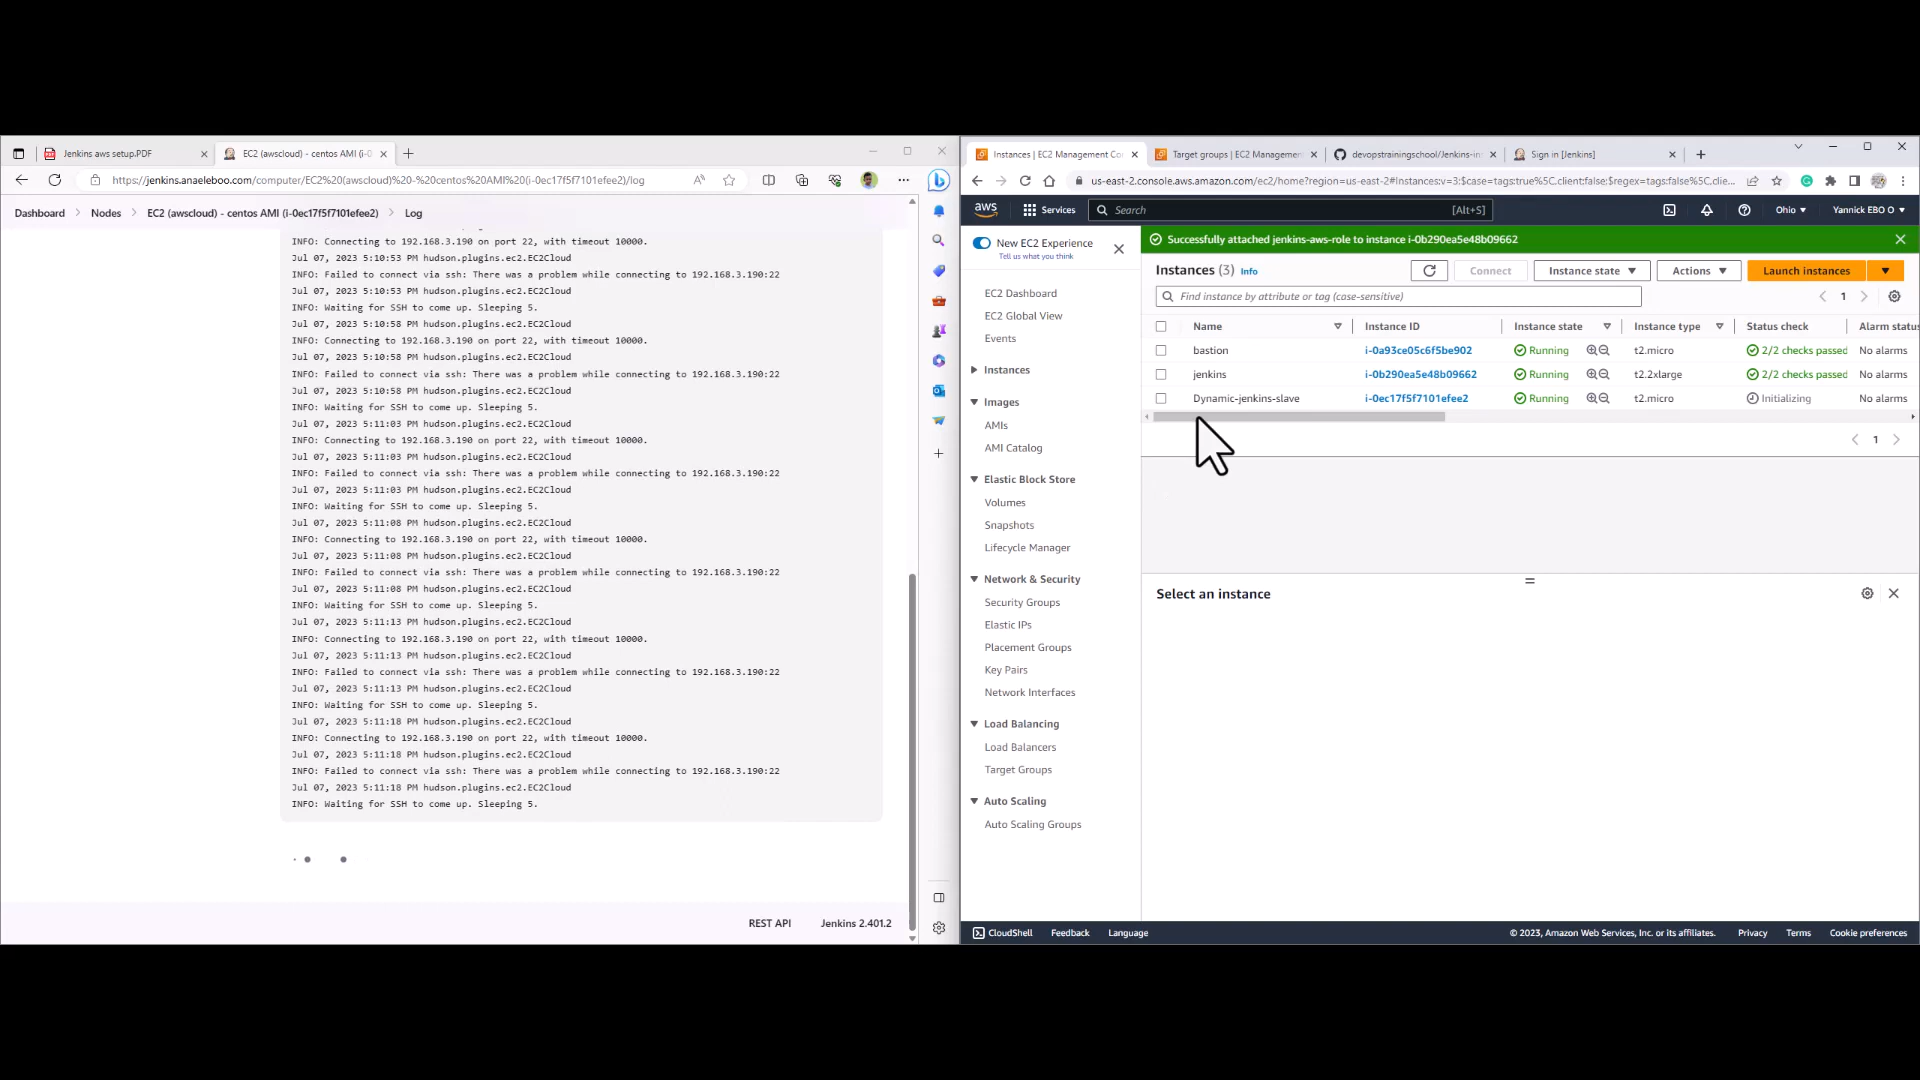 Jenkins aws setup.PDF
EC2 (awscloud) - centos AMI (i-0
https://jenkins.anaeleboo.com/computer/EC2%20(awscloud)%20-%20centos%20AMI%20(i-0ec17f5f7101efee2)/log
Dashboard
Nodes
EC2 (awscloud) - centos AMI (i-0ec17f5f7101efee2)
Log
INFO: Connecting to 192.168.3.190 on port 22, with timeout 10000.
Jul 07, 2023 5:10:53 PM hudson.plugins.ec2.EC2Cloud
INFO: Failed to connect via ssh: There was a problem while connecting to 192.168.3.190:22
Jul 07, 2023 5:10:53 PM hudson.plugins.ec2.EC2Cloud
INFO: Waiting for SSH to come up. Sleeping 5.
Jul 07, 2023 5:10:58 PM hudson.plugins.ec2.EC2Cloud
INFO: Connecting to 192.168.3.190 on port 22, with timeout 10000.
Jul 07, 2023 5:10:58 PM hudson.plugins.ec2.EC2Cloud
INFO: Failed to connect via ssh: There was a problem while connecting to 192.168.3.190:22
Jul 07, 2023 5:10:58 PM hudson.plugins.ec2.EC2Cloud
INFO: Waiting for SSH to come up. Sleeping 5.
Jul 07, 2023 5:11:03 PM hudson.plugins.ec2.EC2Cloud
INFO: Connecting to 192.168.3.190 on port 22, with timeout 10000.
Jul 07, 2023 5:11:03 PM hudson.plugins.ec2.EC2Cloud
INFO: Failed to connect via ssh: There was a problem while connecting to 192.168.3.190:22
Jul 07, 2023 5:11:03 PM hudson.plugins.ec2.EC2Cloud
INFO: Waiting for SSH to come up. Sleeping 5.
Jul 07, 2023 5:11:08 PM hudson.plugins.ec2.EC2Cloud
INFO: Connecting to 192.168.3.190 on port 22, with timeout 10000.
Jul 07, 2023 5:11:08 PM hudson.plugins.ec2.EC2Cloud
INFO: Failed to connect via ssh: There was a problem while connecting to 192.168.3.190:22
Jul 07, 2023 5:11:08 PM hudson.plugins.ec2.EC2Cloud
INFO: Waiting for SSH to come up. Sleeping 5.
Jul 07, 2023 5:11:13 PM hudson.plugins.ec2.EC2Cloud
INFO: Connecting to 192.168.3.190 on port 22, with timeout 10000.
Jul 07, 2023 5:11:13 PM hudson.plugins.ec2.EC2Cloud
INFO: Failed to connect via ssh: There was a problem while connecting to 192.168.3.190:22
Jul 07, 2023 5:11:13 PM hudson.plugins.ec2.EC2Cloud
INFO: Waiting for SSH to come up. Sleeping 5.
Jul 07, 2023 5:11:18 PM hudson.plugins.ec2.EC2Cloud
INFO: Connecting to 192.168.3.190 on port 22, with timeout 10000.
Jul 07, 2023 5:11:18 PM hudson.plugins.ec2.EC2Cloud
INFO: Failed to connect via ssh: There was a problem while connecting to 192.168.3.190:22
Jul 07, 2023 5:11:18 PM hudson.plugins.ec2.EC2Cloud
INFO: Waiting for SSH to come up. Sleeping 5.
REST API
Jenkins 2.401.2
Instances | EC2 Management Co
Target groups | EC2 Managemen
devopstrainingschool/Jenkins-in
Sign in [Jenkins]
us-east-2.console.aws.amazon.com/ec2/home?region=us-east-2#Instances:v=3;$case=tags:true%5C,client:false;$regex=tags:false%5C,clie...
aws
Services
Search
[Alt+S]
Ohio
Yannick EBO O
New EC2 Experience
Tell us what you think
EC2 Dashboard
EC2 Global View
Events
Instances
Images
AMIs
AMI Catalog
Elastic Block Store
Volumes
Snapshots
Lifecycle Manager
Network & Security
Security Groups
Elastic IPs
Placement Groups
Key Pairs
Network Interfaces
Load Balancing
Load Balancers
Target Groups
Auto Scaling
Auto Scaling Groups
Successfully attached jenkins-aws-role to instance i-0b290ea5e48b09662
Instances (3) Info
Connect
Instance state
Actions
Launch instances
Find instance by attribute or tag (case-sensitive)
1
Name Instance ID Instance state Instance type Status check Alarm status
bastion i-0a93ce05c6f5be902 Running t2.micro 2/2 checks passed No alarms
jenkins i-0b290ea5e48b09662 Running t2.2xlarge 2/2 checks passed No alarms
Dynamic-jenkins-slave i-0ec17f5f7101efee2 Running t2.micro Initializing No alarms
1
Select an instance
CloudShell
Feedback
Language
© 2023, Amazon Web Services, Inc. or its affiliates.
Privacy
Terms
Cookie preferences